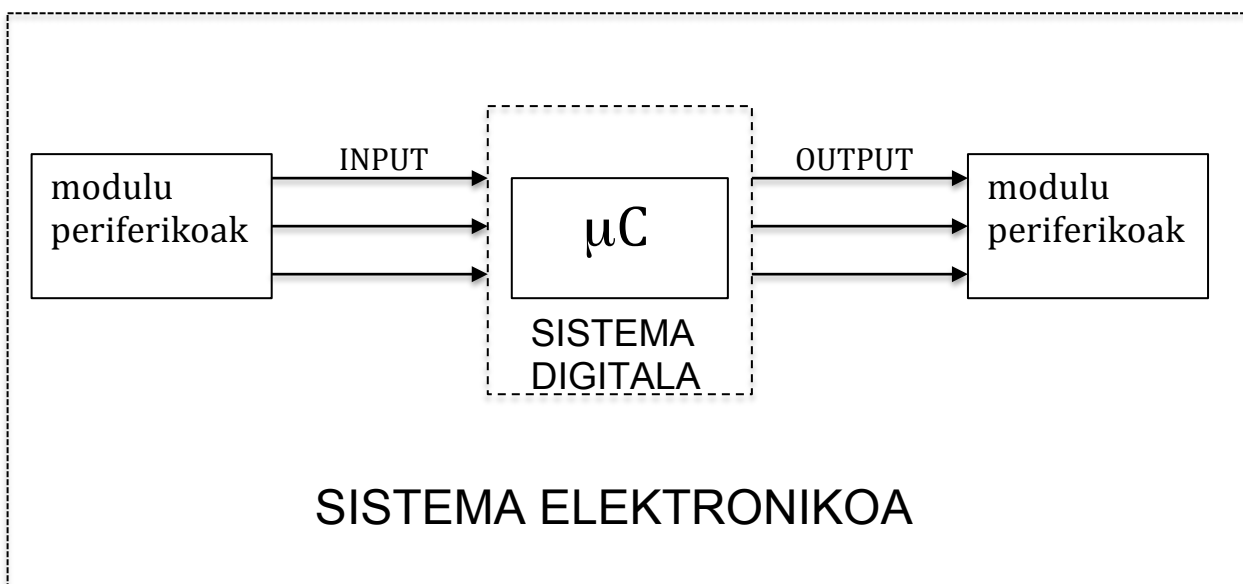 INPUT
OUTPUT
modulu
periferikoak
µC
modulu
periferikoak
SISTEMA
DIGITALA
SISTEMA ELEKTRONIKOA